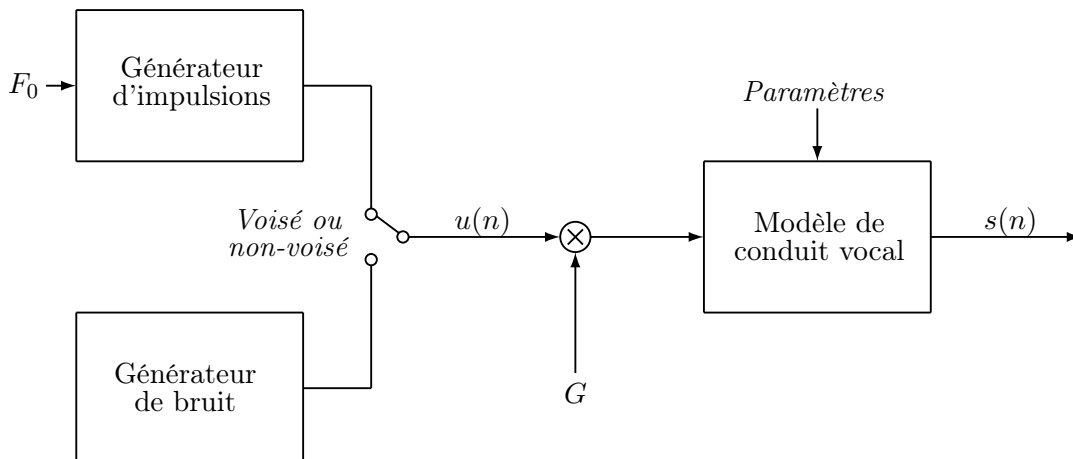 Générateur
d'impulsions
F₀
Paramètres
Voisé ou
non-voisé
u(n)
Modèle de
conduit vocal
s(n)
Générateur
de bruit
G